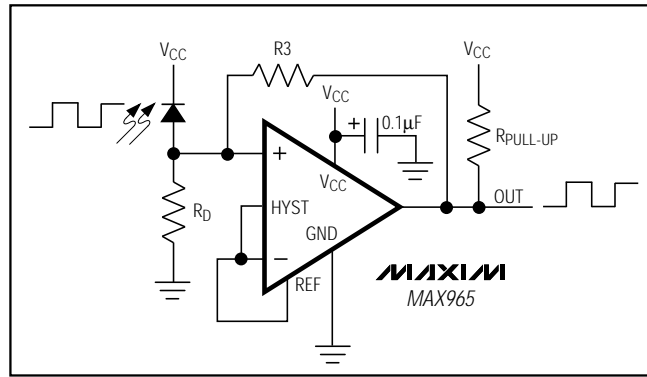 R3
VCC
VCC
VCC
+ 0.1µF
RPULL-UP
+
VCC
RD
HYST
OUT
GND
−
REF
MAXIM
MAX965